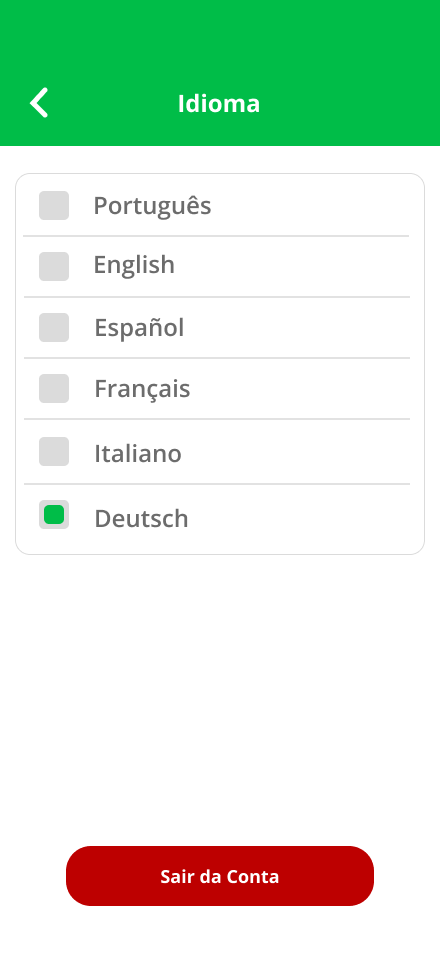 Idioma
Português
English
Español
Français
Italiano
Deutsch
Sair da Conta